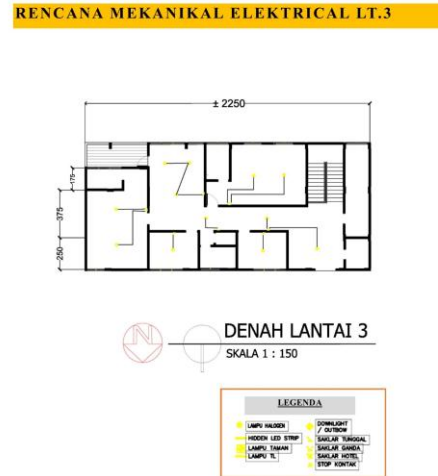 RENCANA MEKANIKAL ELEKTRICAL LT.3
± 2250
175
375
250
N
DENAH LANTAI 3
SKALA 1 : 150
LEGENDA
LAMPU HALOGEN
HIDDEN LED STRIP
LAMPU TAMAN
LAMPU TL
DOWNLIGHT
/ OUTBOW
SAKLAR TUNGGAL
SAKLAR GANDA
SAKLAR HOTEL
STOP KONTAK